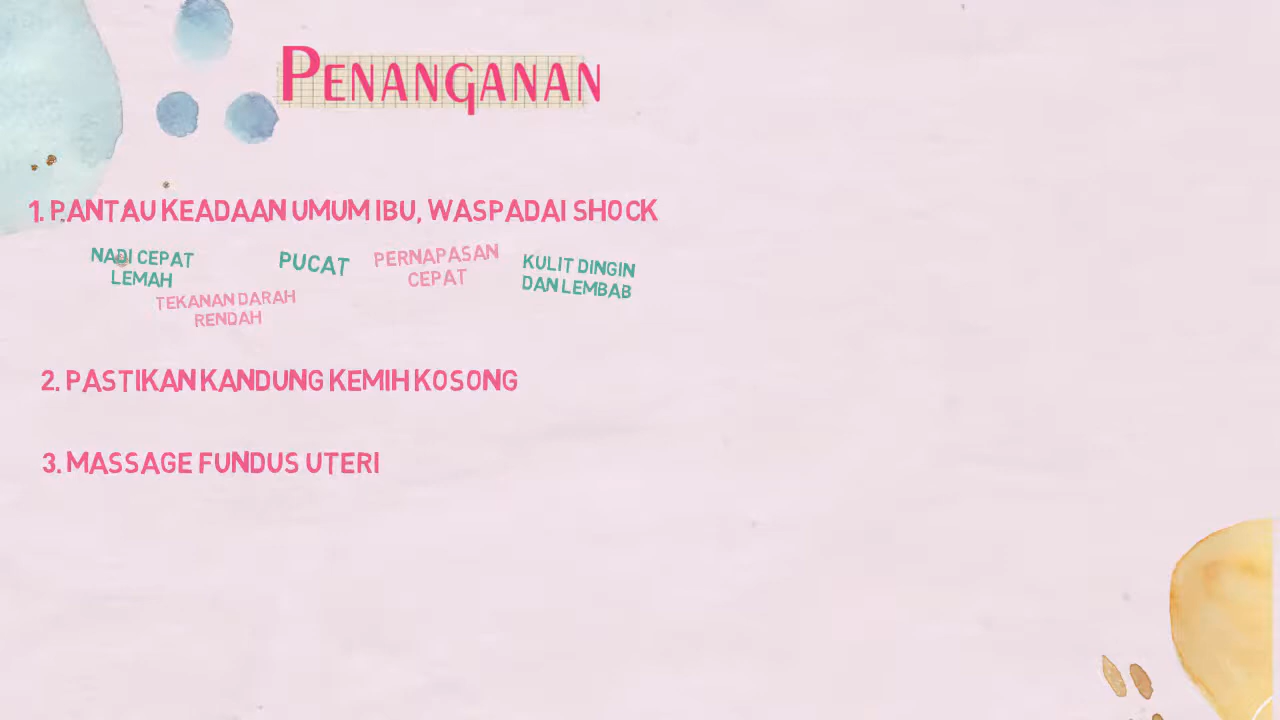 PENANGANAN
1. PANTAU KEADAAN UMUM IBU, WASPADAI SHOCK
NADI CEPAT
LEMAH
PUCAT
PERNAPASAN
CEPAT
KULIT DINGIN
DAN LEMBAB
TEKANAN DARAH
RENDAH
2. PASTIKAN KANDUNG KEMIH KOSONG
3. MASSAGE FUNDUS UTERI